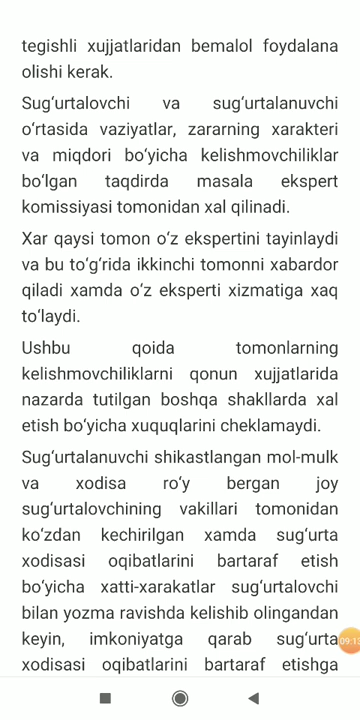 tegishli xujjatlaridan bemalol foydalana
olishi kerak.
Sug‘urtalovchi va sug‘urtalanuvchi
o‘rtasida vaziyatlar, zararning xarakteri
va miqdori bo‘yicha kelishmovchiliklar
bo‘lgan taqdirda masala ekspert
komissiyasi tomonidan xal qilinadi.
Xar qaysi tomon o‘z ekspertini tayinlaydi
va bu to‘g‘rida ikkinchi tomonni xabardor
qiladi xamda o‘z eksperti xizmatiga xaq
to‘laydi.
Ushbu qoida tomonlarning
kelishmovchiliklarni qonun xujjatlarida
nazarda tutilgan boshqa shakllarda xal
etish bo‘yicha xuquqlarini cheklamaydi.
Sug‘urtalanuvchi shikastlangan mol-mulk
va xodisa ro‘y bergan joy
sug‘urtalovchining vakillari tomonidan
ko‘zdan kechirilgan xamda sug‘urta
xodisasi oqibatlarini bartaraf etish
bo‘yicha xatti-xarakatlar sug‘urtalovchi
bilan yozma ravishda kelishib olingandan
keyin, imkoniyatga qarab sug‘urta
09:13
xodisasi oqibatlarini bartaraf etishga